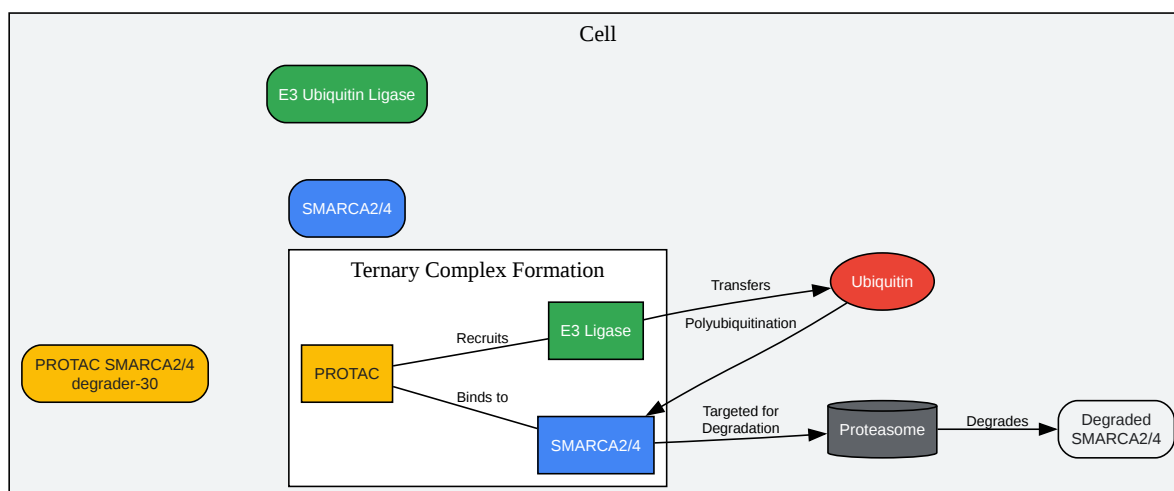 Cell
E3 Ubiquitin Ligase
SMARCA2/4
Ternary Complex Formation
Transfers
Ubiquitin
E3 Ligase
Polyubiquitination
Recruits
PROTAC SMARCA2/4
degrader-30
PROTAC
Binds to
Targeted for
Degradation
SMARCA2/4
Proteasome
Degrades
Degraded
SMARCA2/4